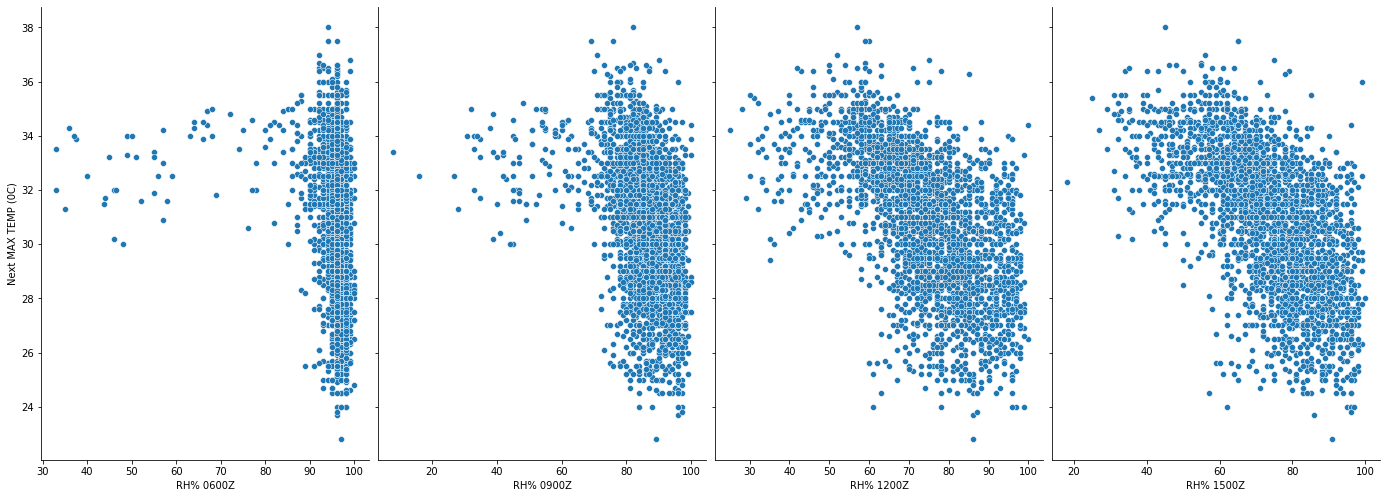 38
36
34
32
30
28
26
24
Next MAX TEMP (0C)
30 40 50 60 70 80 90 100
RH% 0600Z
20 40 60 80 100
RH% 0900Z
30 40 50 60 70 80 90 100
RH% 1200Z
20 40 60 80 100
RH% 1500Z